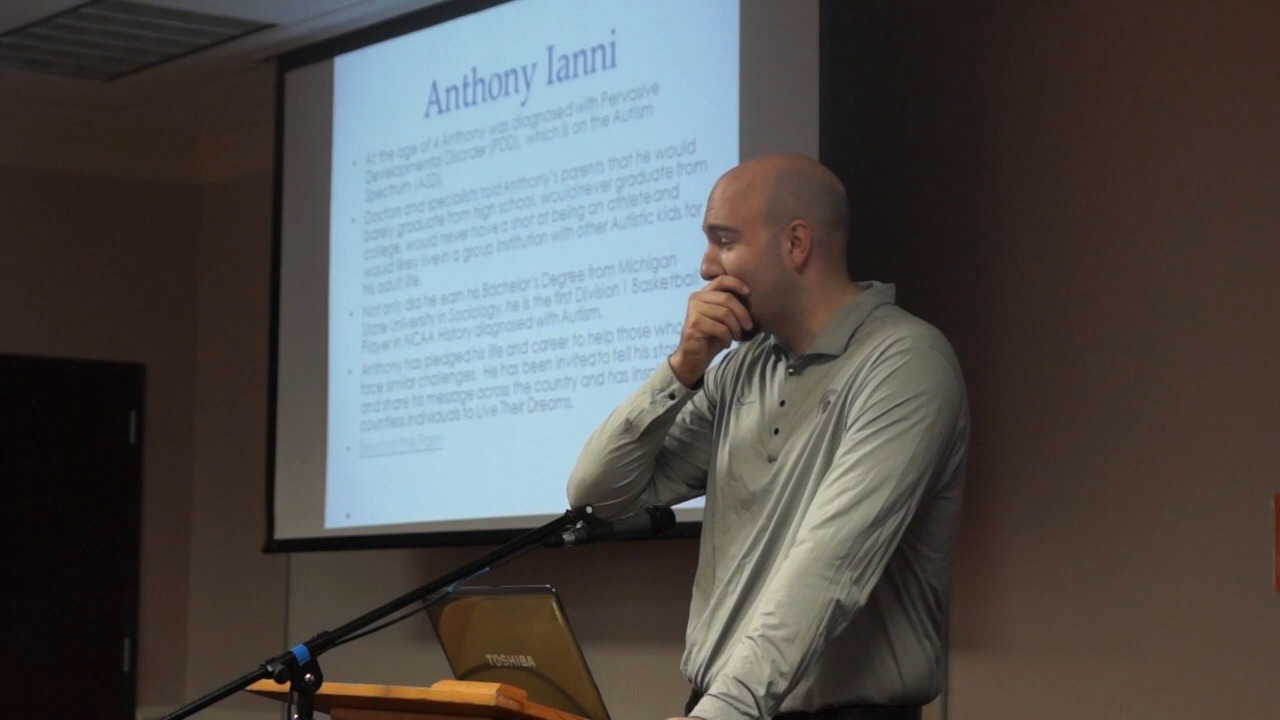 Anthony Ianni
At the age of 4 Anthony was diagnosed with Pervasive
Developmental Disorder (PDD), which is on the Autism
Spectrum (ASD).
Doctors and specialists told Anthony's parents that he would
barely graduate from high school, would never graduate from
college, would never have a shot at being an athlete and
would likely live in a group institution with other Autistic kids for
his adult life.
Not only did he earn his Bachelor's Degree from Michigan
State University in Sociology, he is the first Division 1 Basketball
Player in NCAA History diagnosed with Autism.
Anthony has pledged his life and career to help those who
face similar challenges. He has been invited to tell his
and share his message across the country and has
countless individuals to Live Their Dreams.
TOSHIBA